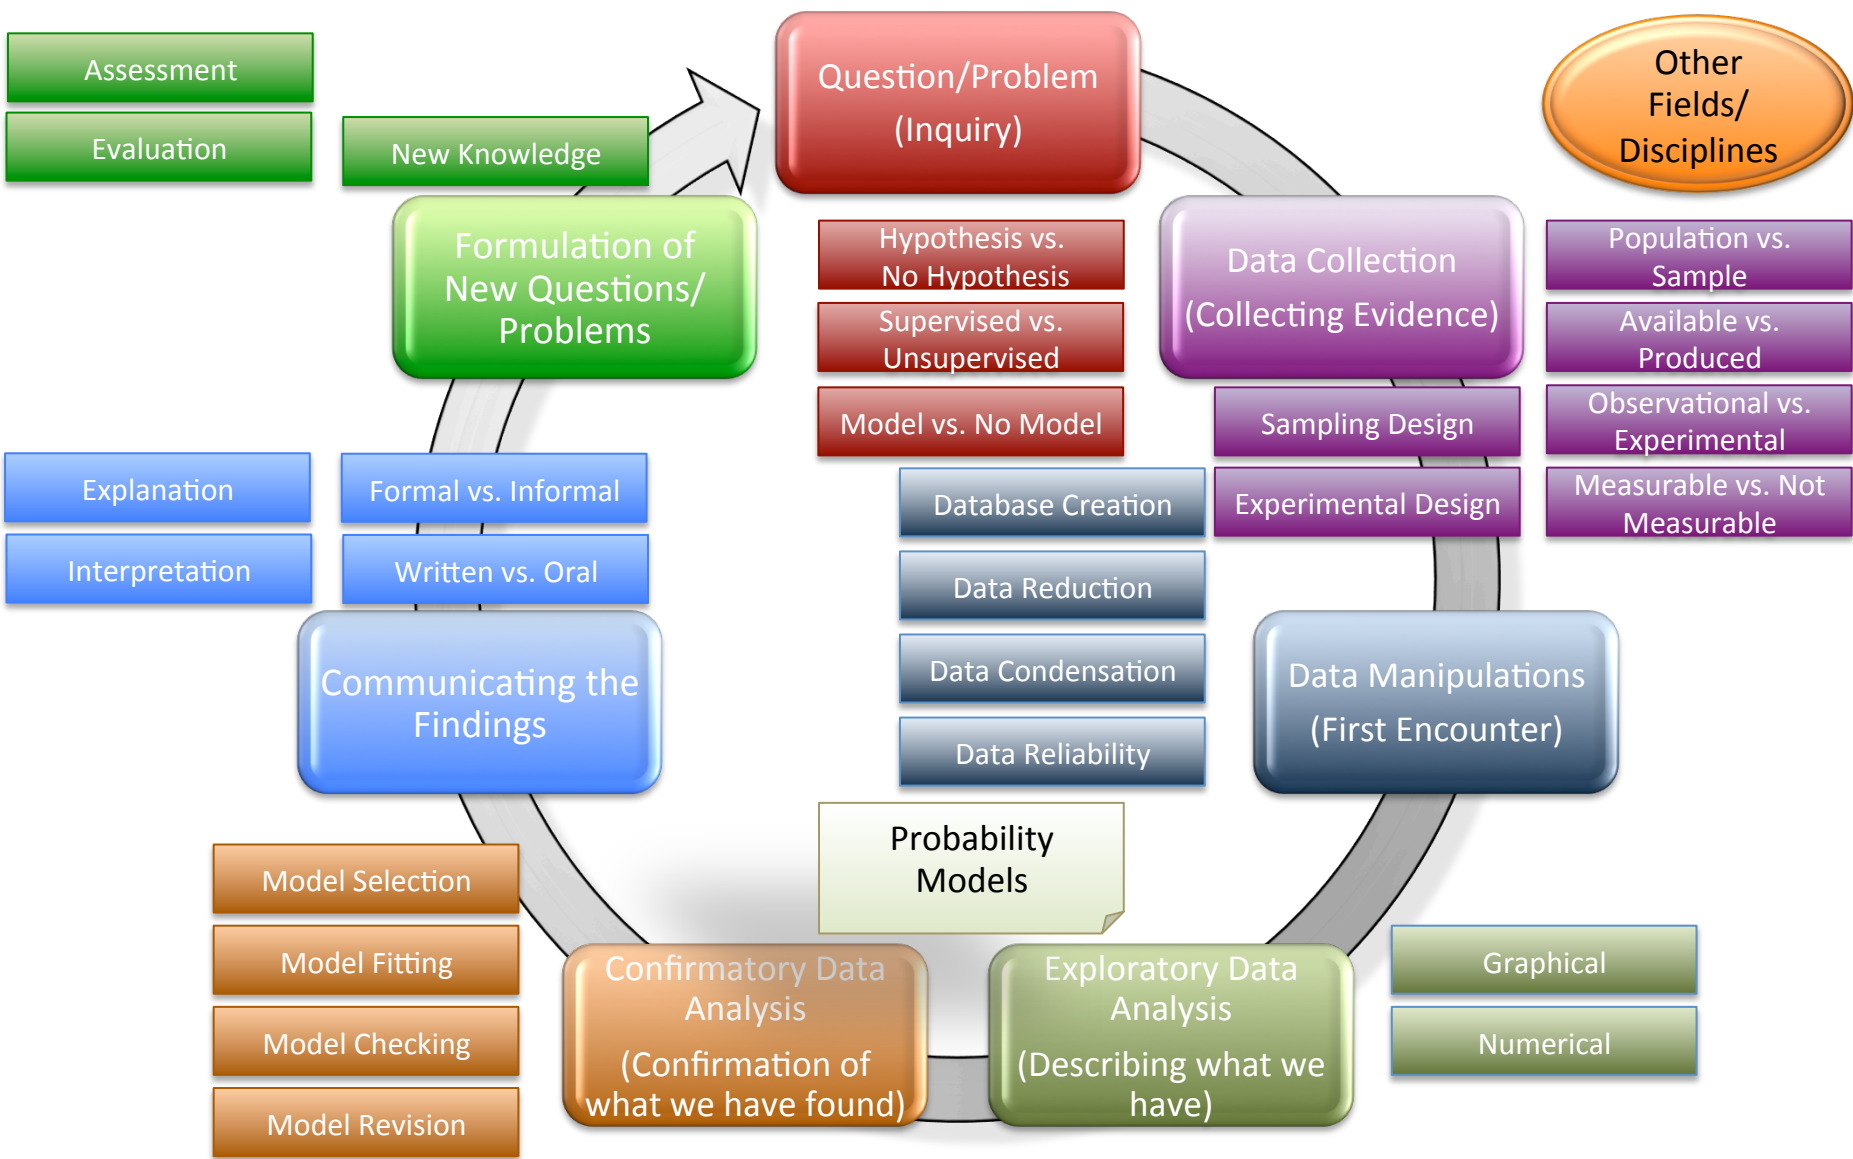 Question/Problem
(Inquiry)
Other
Fields/
Disciplines
Assessment
Evaluation
New Knowledge
Formulation of
New Questions/
Problems
Hypothesis vs.
No Hypothesis
Supervised vs.
Unsupervised
Model vs. No Model
Data Collection
(Collecting Evidence)
Population vs.
Sample
Available vs.
Produced
Observational vs.
Experimental
Measurable vs. Not
Measurable
Sampling Design
Experimental Design
Explanation
Interpretation
Formal vs. Informal
Written vs. Oral
Database Creation
Data Reduction
Data Condensation
Data Reliability
Communicating the
Findings
Data Manipulations
(First Encounter)
Probability
Models
Model Selection
Model Fitting
Model Checking
Model Revision
Confirmatory Data
Analysis
(Confirmation of
what we have found)
Exploratory Data
Analysis
(Describing what we
have)
Graphical
Numerical